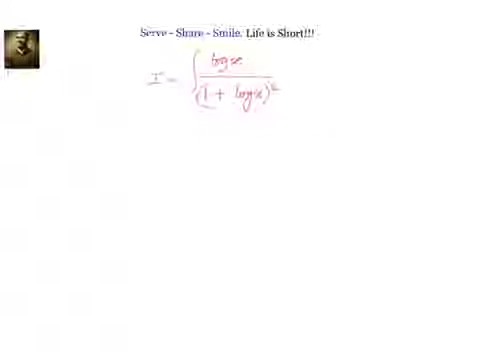 Serve - Share - Smile. Life is Short!!!
I = ∫ logx / (1 + logx)²